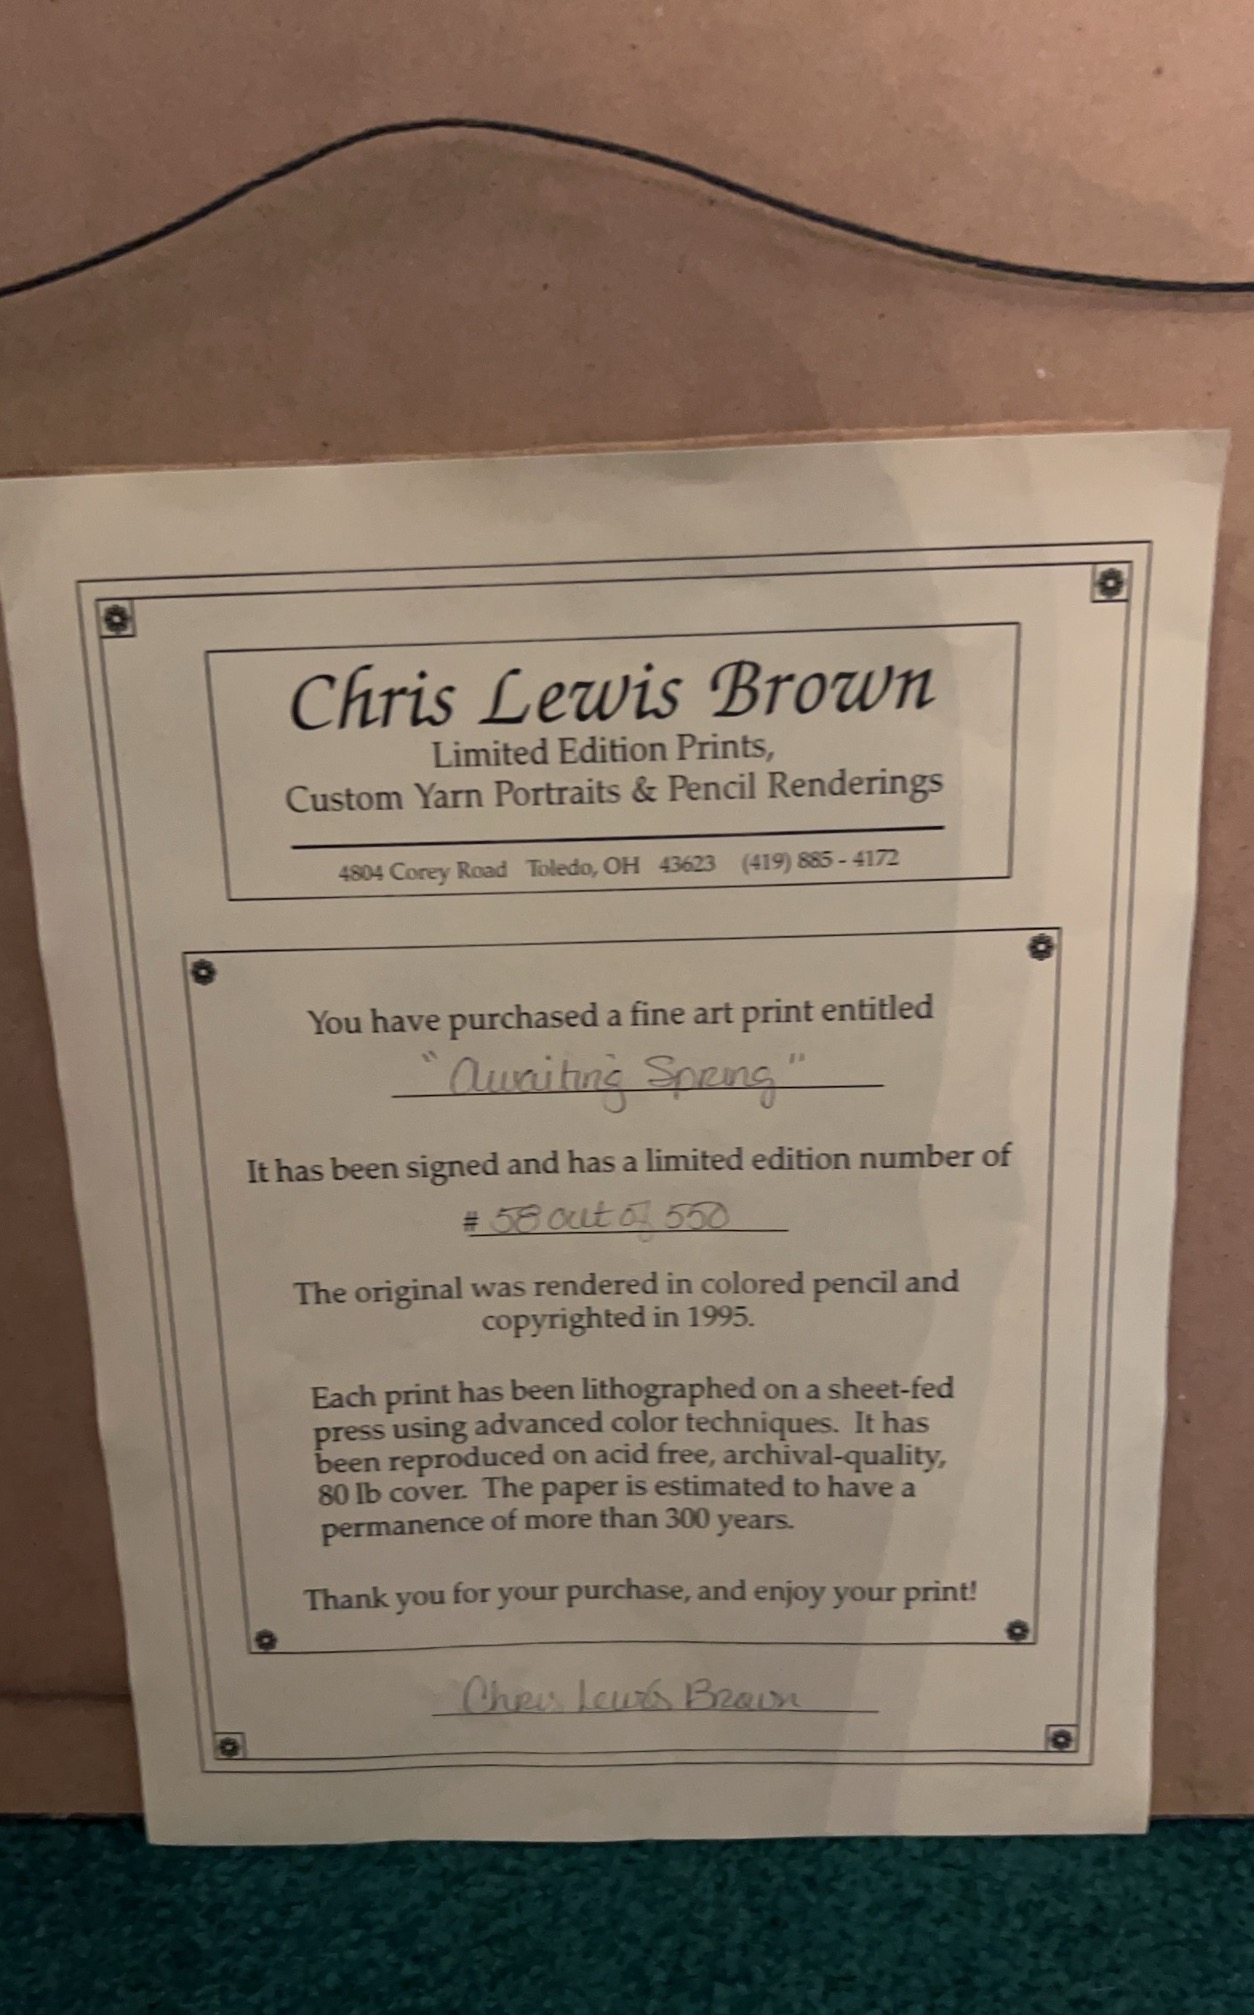 Chris Lewis Brown
Limited Edition Prints,
Custom Yarn Portraits & Pencil Renderings
4804 Corey Road Toledo, OH 43623 (419) 885 - 4172
You have purchased a fine art print entitled
"Awaiting Spring"
It has been signed and has a limited edition number of
# 58 out of 550
The original was rendered in colored pencil and
copyrighted in 1995.
Each print has been lithographed on a sheet-fed
press using advanced color techniques. It has
been reproduced on acid free, archival-quality,
80 lb cover. The paper is estimated to have a
permanence of more than 300 years.
Thank you for your purchase, and enjoy your print!
Chris Lewis Brown